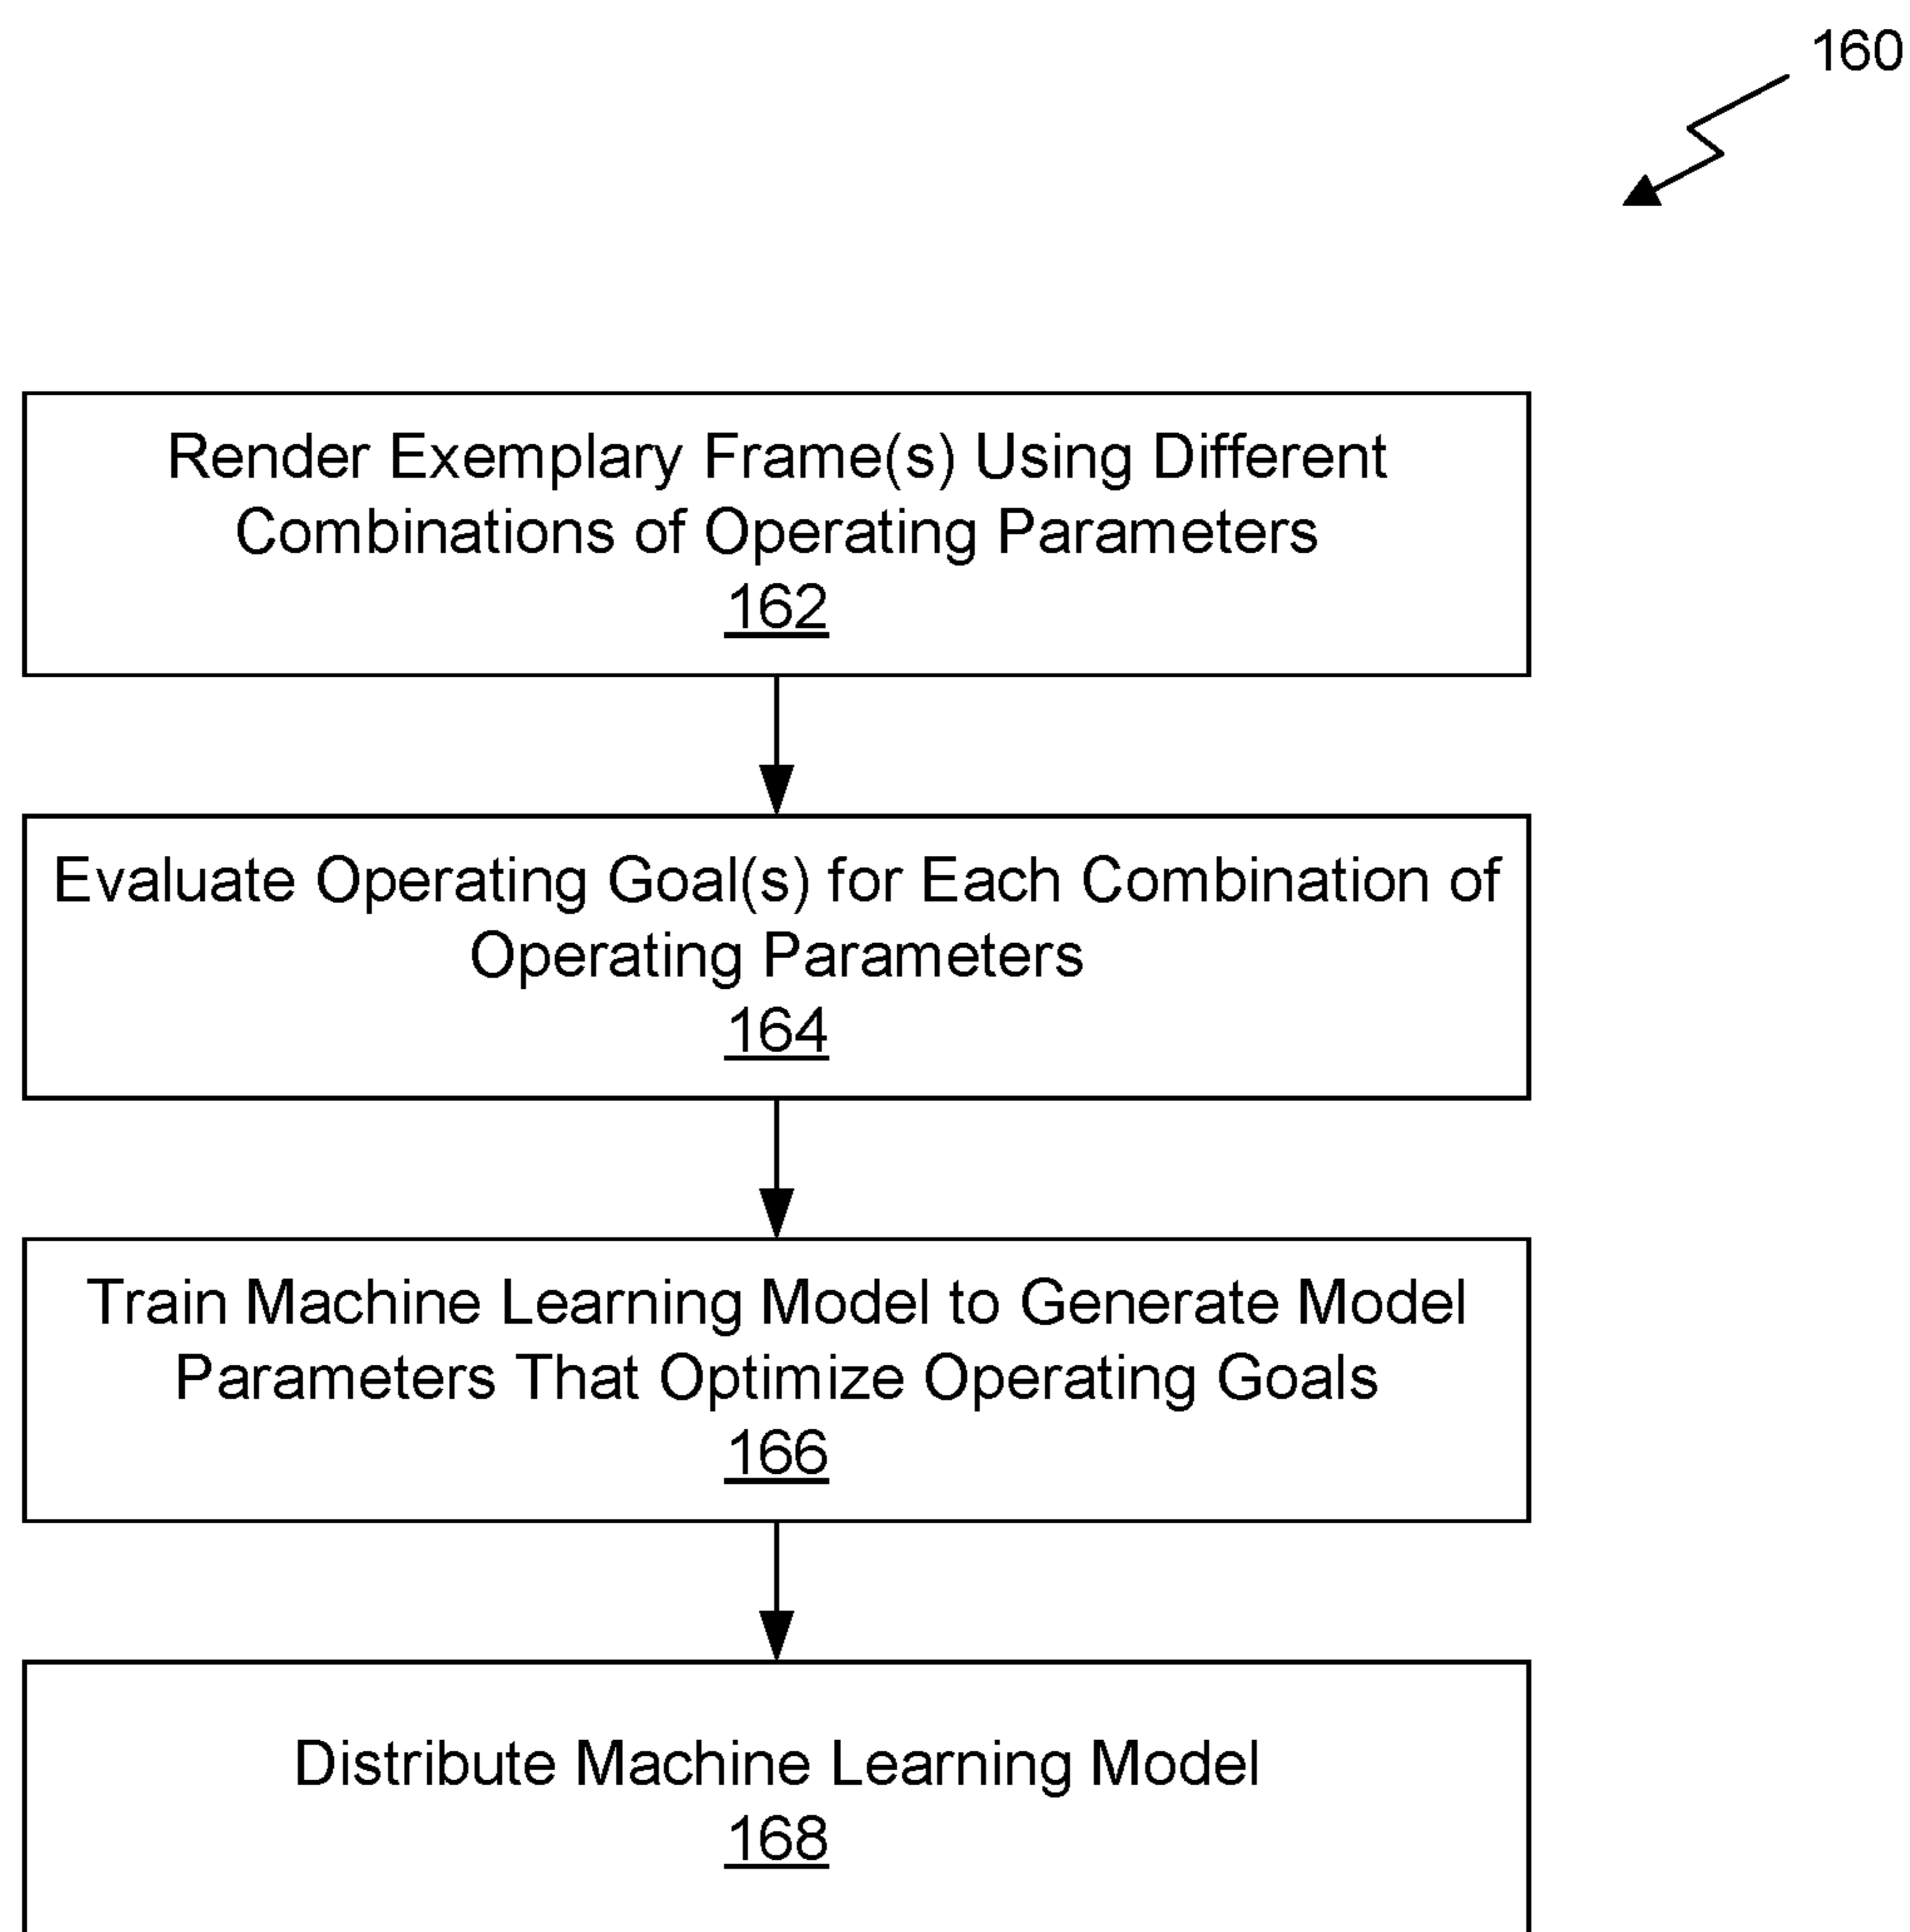 160
Render Exemplary Frame(s) Using Different
Combinations of Operating Parameters
162
Evaluate Operating Goal(s) for Each Combination of
Operating Parameters
164
Train Machine Learning Model to Generate Model
Parameters That Optimize Operating Goals
166
Distribute Machine Learning Model
168